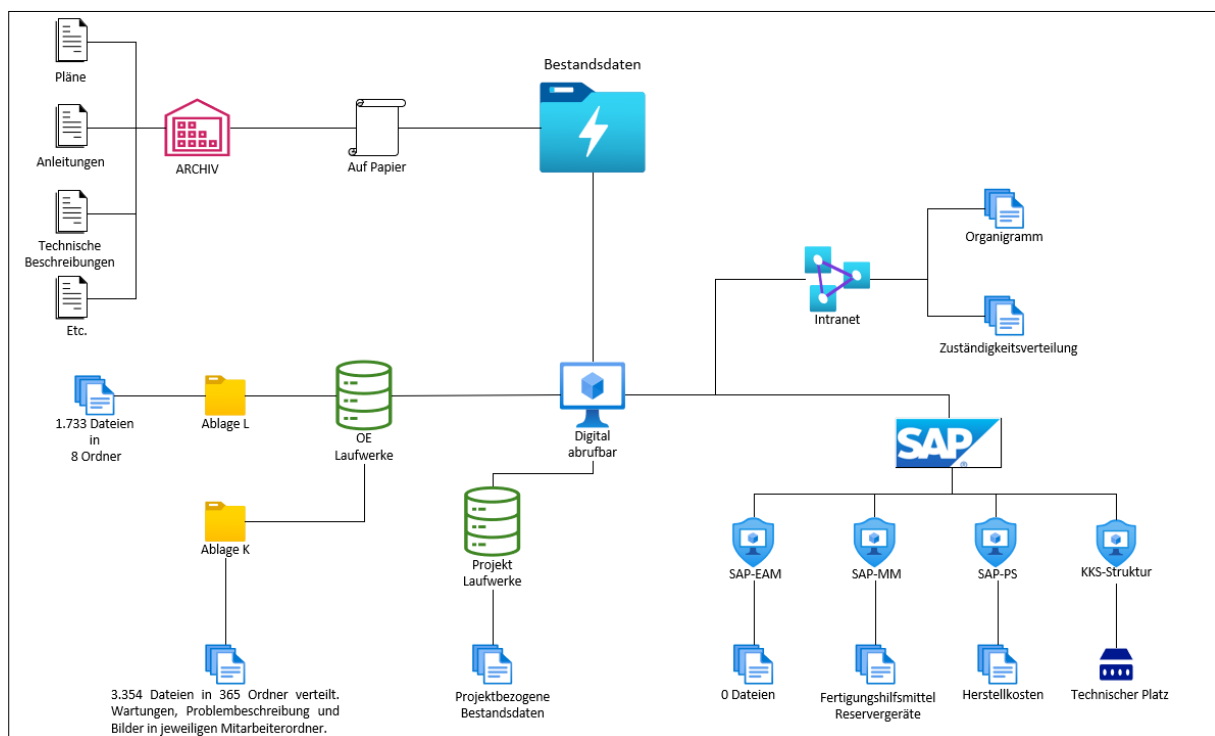 Bestandsdaten
Pläne
Anleitungen
Technische
Beschreibungen
Etc.
ARCHIV
Auf Papier
Organigramm
Intranet
Zuständigkeitsverteilung
1.733 Dateien
in
8 Ordner
Ablage L
OE
Laufwerke
Digital
abrufbar
SAP
®
Ablage K
Projekt
Laufwerke
SAP-EAM
SAP-MM
SAP-PS
KKS-Struktur
3.354 Dateien in 365 Ordner verteilt.
Wartungen, Problembeschreibung und
Bilder in jeweiligen Mitarbeiterordner.
Projektbezogene
Bestandsdaten
0 Dateien
Fertigungshilfsmittel
Reservergeräte
Herstellkosten
Technischer Platz